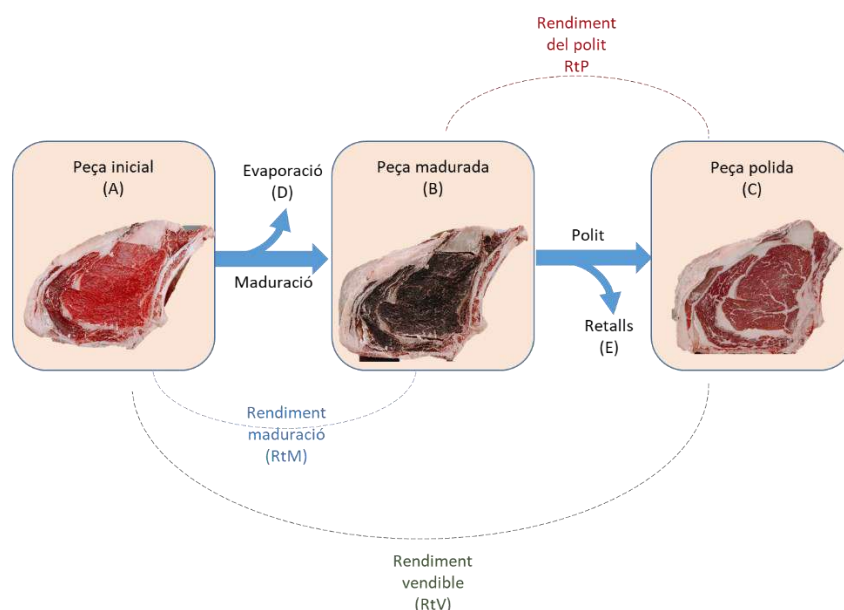 Rendiment
del polit
RtP
Peça inicial
(A)
Evaporació
(D)
Peça madurada
(B)
Peça polida
(C)
Maduració
Polit
Retalls
(E)
Rendiment
maduració
(RtM)
Rendiment
vendible
(RtV)